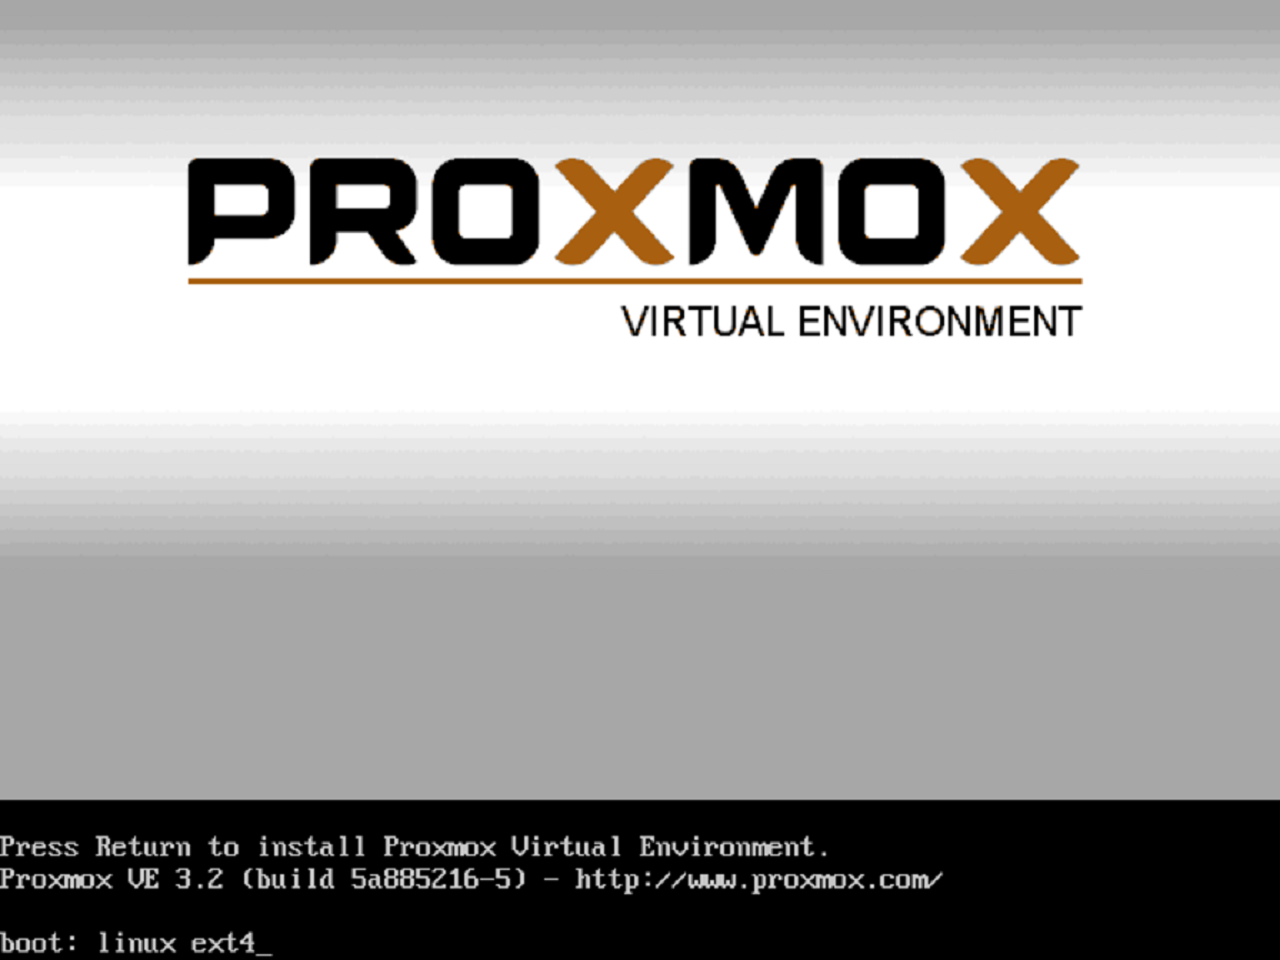 PROXMOX
VIRTUAL ENVIRONMENT
Press Return to install Proxmox Virtual Environment.
Proxmox VE 3.2 (build 5a885216-5) - http://www.proxmox.com/
boot: linux ext4_